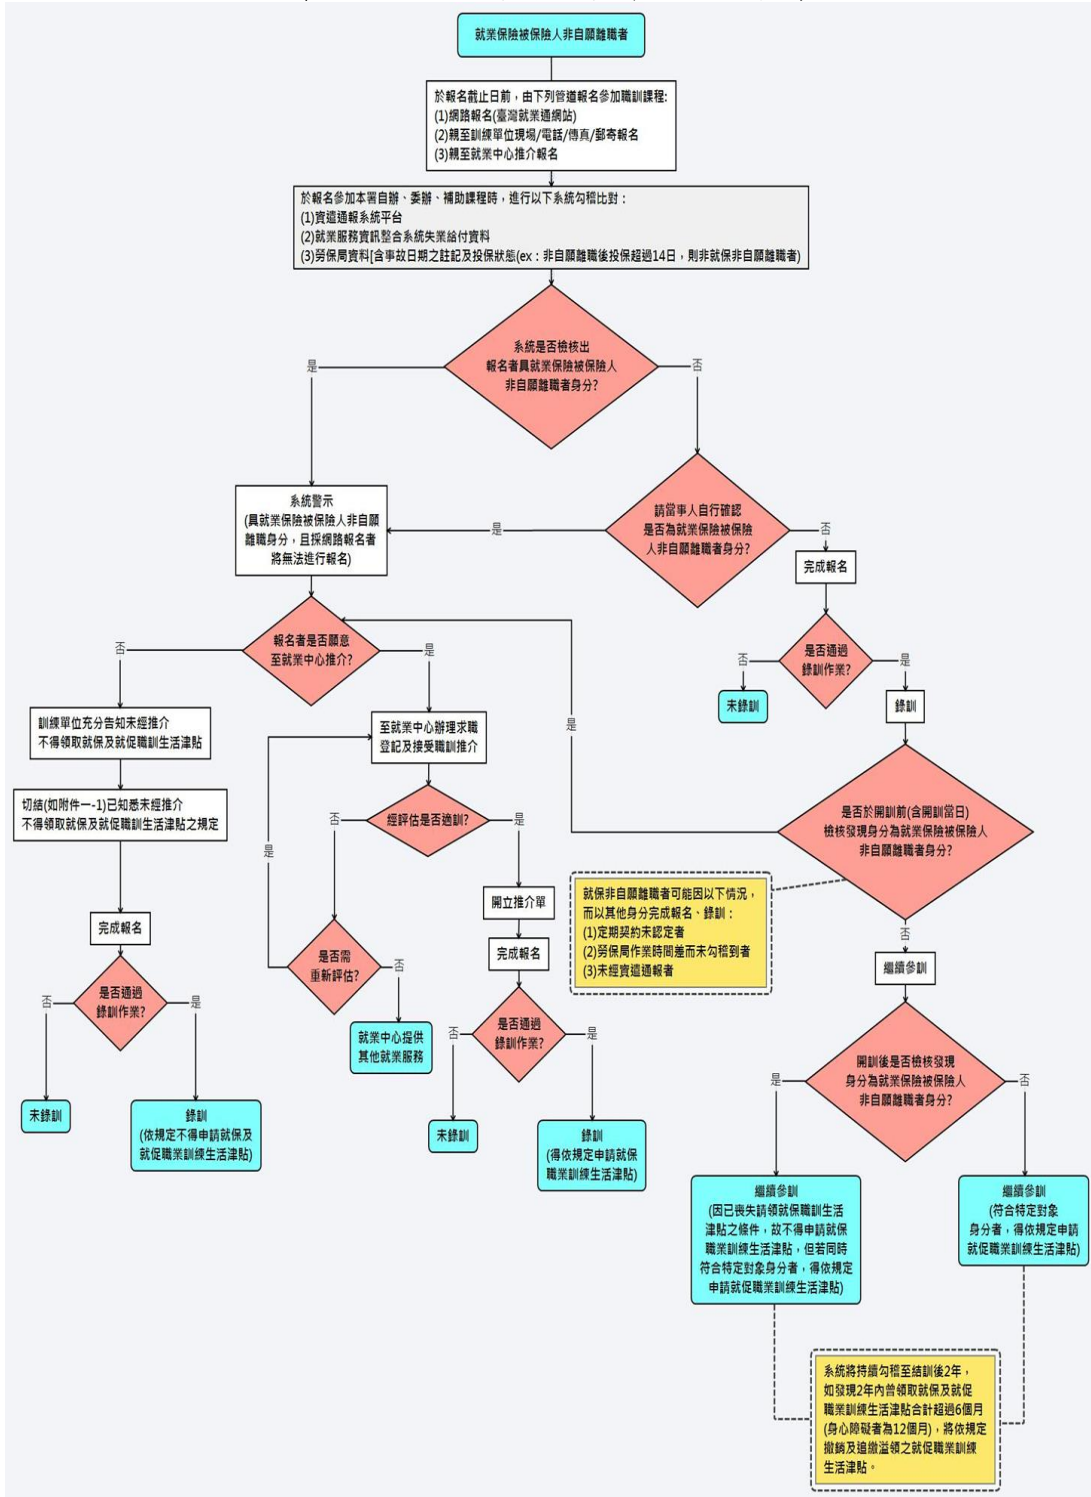 就業保險被保險人非自願離職者
於報名截止日前，由下列管道報名參加職訓課程:
(1)網路報名(臺灣就業通網站)
(2)親至訓練單位現場/電話/傳真/郵寄報名
(3)親至就業中心推介報名
於報名參加本署自辦、委辦、補助課程時，進行以下系統勾稽比對：
(1)資遣通報系統平台
(2)就業服務資訊整合系統失業給付資料
(3)勞保局資料[含事故日期之註記及投保狀態(ex：非自願離職後投保超過14日，則非就保非自願離職者)
系統是否檢核出
報名者具就業保險被保險人
非自願離職者身分?
是
否
系統警示
(具就業保險被保險人非自願
離職身分，且採網路報名者
將無法進行報名)
請當事人自行確認
是否為就業保險被保險
人非自願離職者身分?
是
否
完成報名
報名者是否願意
至就業中心推介?
否
是
是否通過
錄訓作業?
否
是
未錄訓
錄訓
訓練單位充分告知未經推介
不得領取就保及就促職訓生活津貼
至就業中心辦理求職
登記及接受職訓推介
是
切結(如附件一-1)已知悉未經推介
不得領取就保及就促職訓生活津貼之規定
經評估是否適訓?
否
是
是
是否於開訓前(含開訓當日)
檢核發現身分為就業保險被保險人
非自願離職者身分?
否
就保非自願離職者可能因以下情況，
而以其他身分完成報名、錄訓：
(1)定期契約未認定者
(2)勞保局作業時間差而未勾稽到者
(3)未經資遣通報者
開立推介單
完成報名
完成報名
繼續參訓
是否需
重新評估?
否
是否通過
錄訓作業?
否
是
就業中心提供
其他就業服務
是否通過
錄訓作業?
否
是
開訓後是否檢核發現
身分為就業保險被保險人
非自願離職者身分?
是
否
未錄訓
錄訓
(依規定不得申請就保及
就促職業訓練生活津貼)
未錄訓
錄訓
(得依規定申請就保
職業訓練生活津貼)
繼續參訓
(因已喪失請領就保職訓生活
津貼之條件，故不得申請就保
職業訓練生活津貼，但若同時
符合特定對象身分者，得依規定
申請就促職業訓練生活津貼)
繼續參訓
(符合特定對象
身分者，得依規定申請
就促職業訓練生活津貼)
系統將持續勾稽至結訓後2年，
如發現2年內曾領取就保及就促
職業訓練生活津貼合計超過6個月
(身心障礙者為12個月)，將依規定
撤銷及追繳溢領之就促職業訓練
生活津貼。